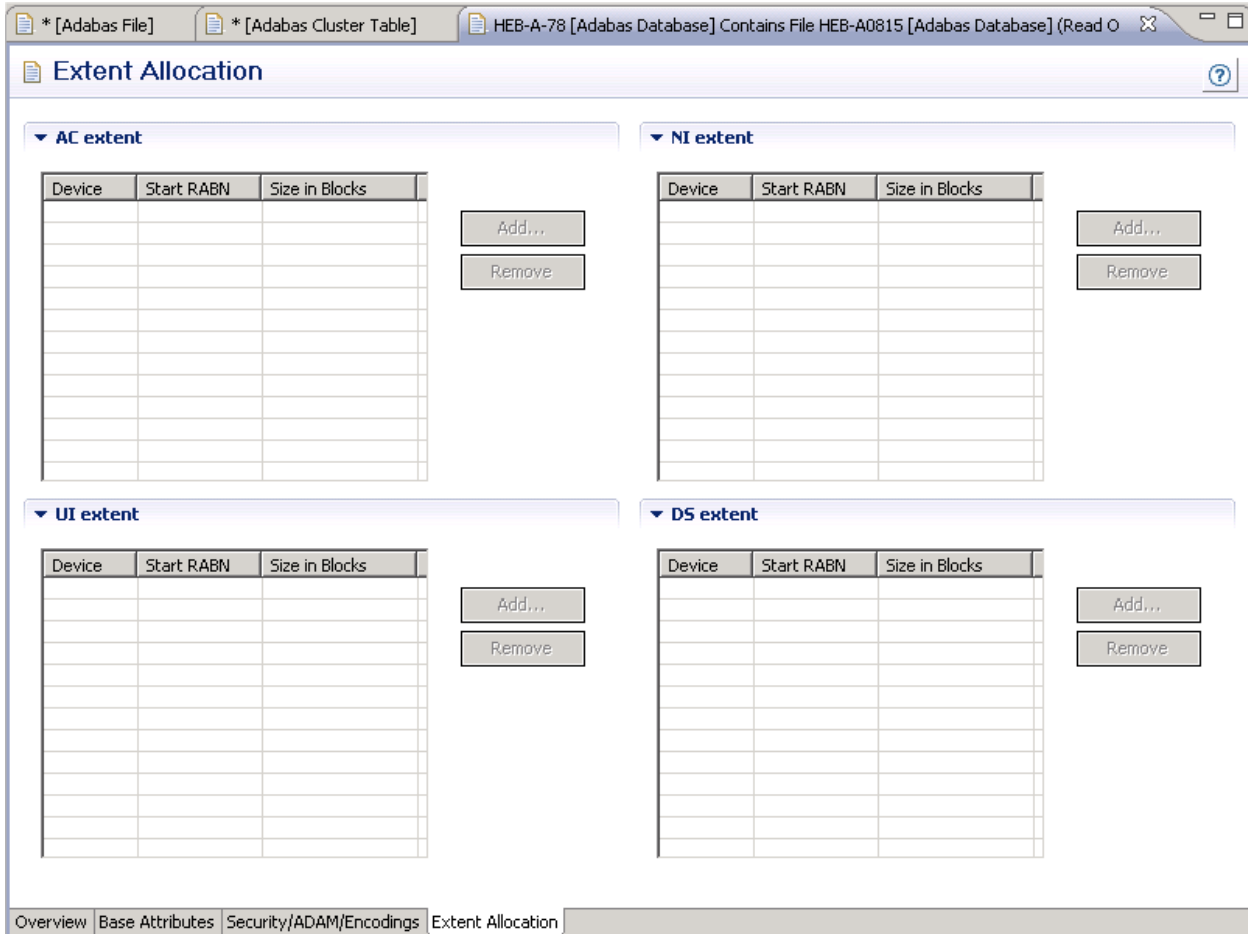 * [Adabas File] * [Adabas Cluster Table] HEB-A-78 [Adabas Database] Contains File HEB-A0815 [Adabas Database] (Read O
Extent Allocation
AC extent
Device Start RABN Size in Blocks
Add...
Remove
NI extent
Device Start RABN Size in Blocks
Add...
Remove
UI extent
Device Start RABN Size in Blocks
Add...
Remove
DS extent
Device Start RABN Size in Blocks
Add...
Remove
Overview Base Attributes Security/ADAM/Encodings Extent Allocation